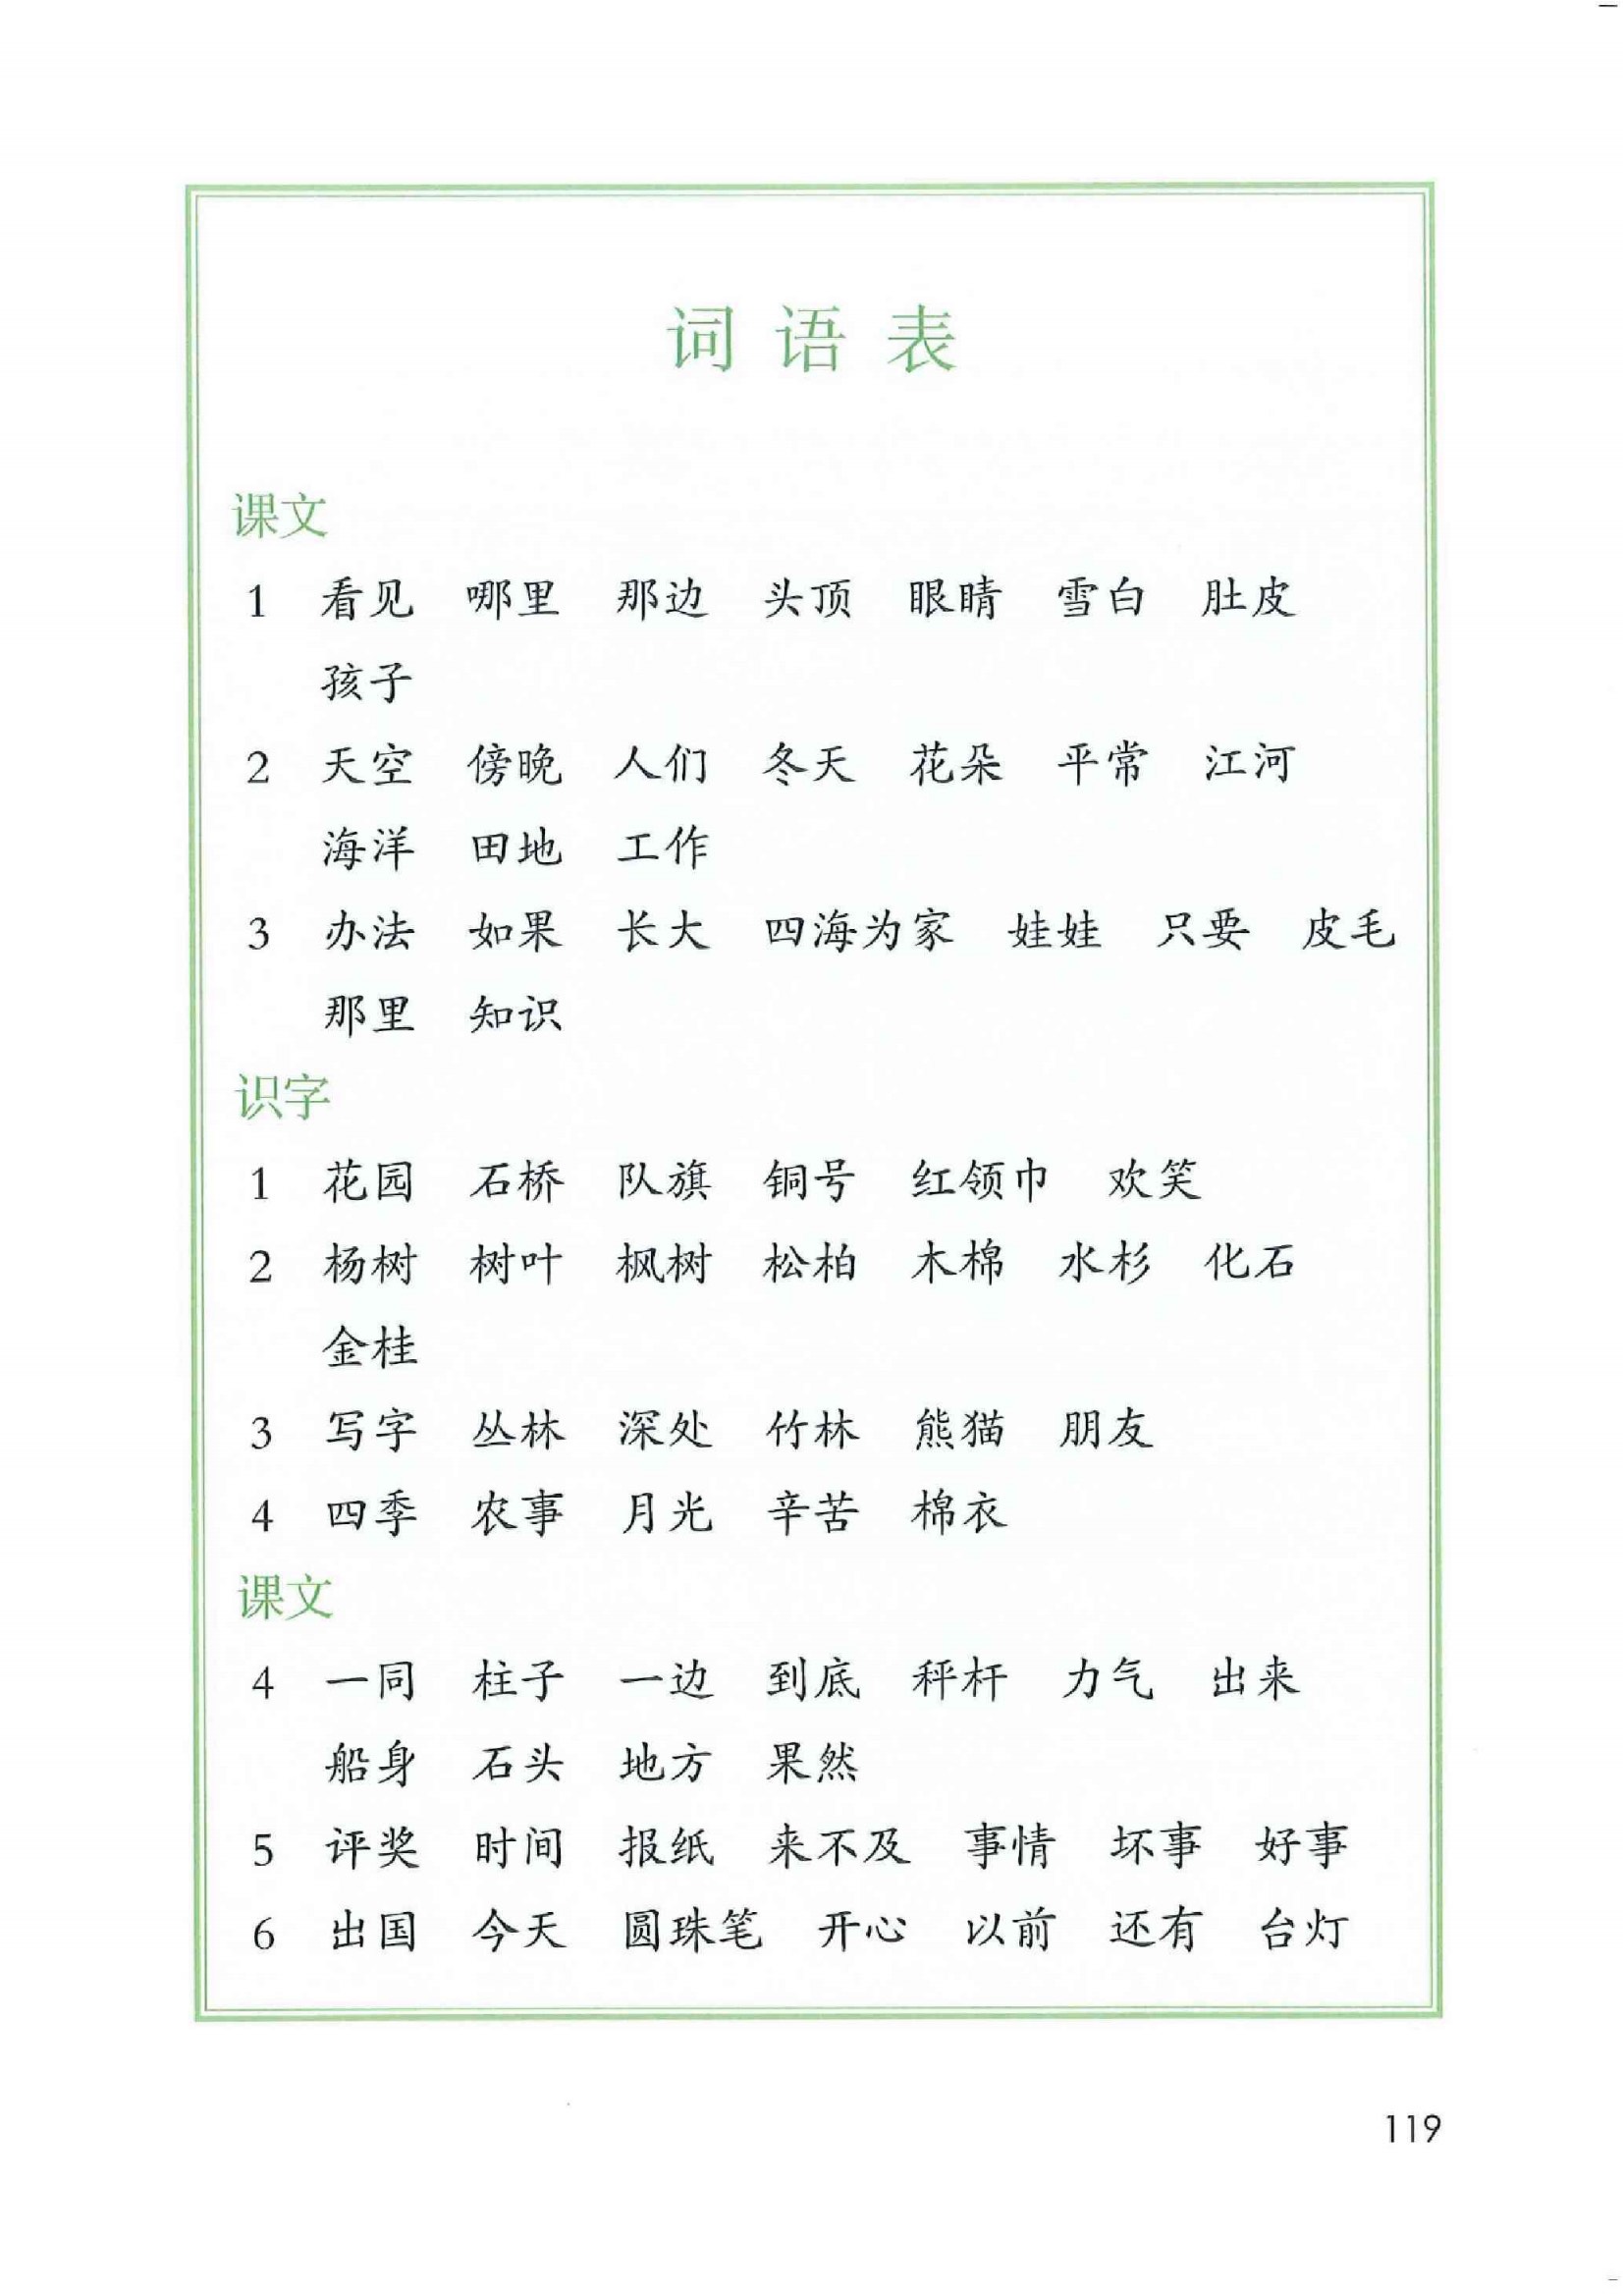 词语表
课文
1 看见 哪里 那边 头顶 眼睛 雪白 肚皮
孩子
2 天空 傍晚 人们 冬天 花朵 平常 江河
海洋 田地 工作
3 办法 如果 长大 四海为家 娃娃 只要 皮毛
那里 知识
识字
1 花园 石桥 队旗 铜号 红领巾 欢笑
2 杨树 树叶 枫树 松柏 木棉 水杉 化石
金桂
3 写字 丛林 深处 竹林 熊猫 朋友
4 四季 农事 月光 辛苦 棉衣
课文
4 一同 柱子 一边 到底 秤杆 力气 出来
船身 石头 地方 果然
5 评奖 时间 报纸 来不及 事情 坏事 好事
6 出国 今天 圆珠笔 开心 以前 还有 台灯
119